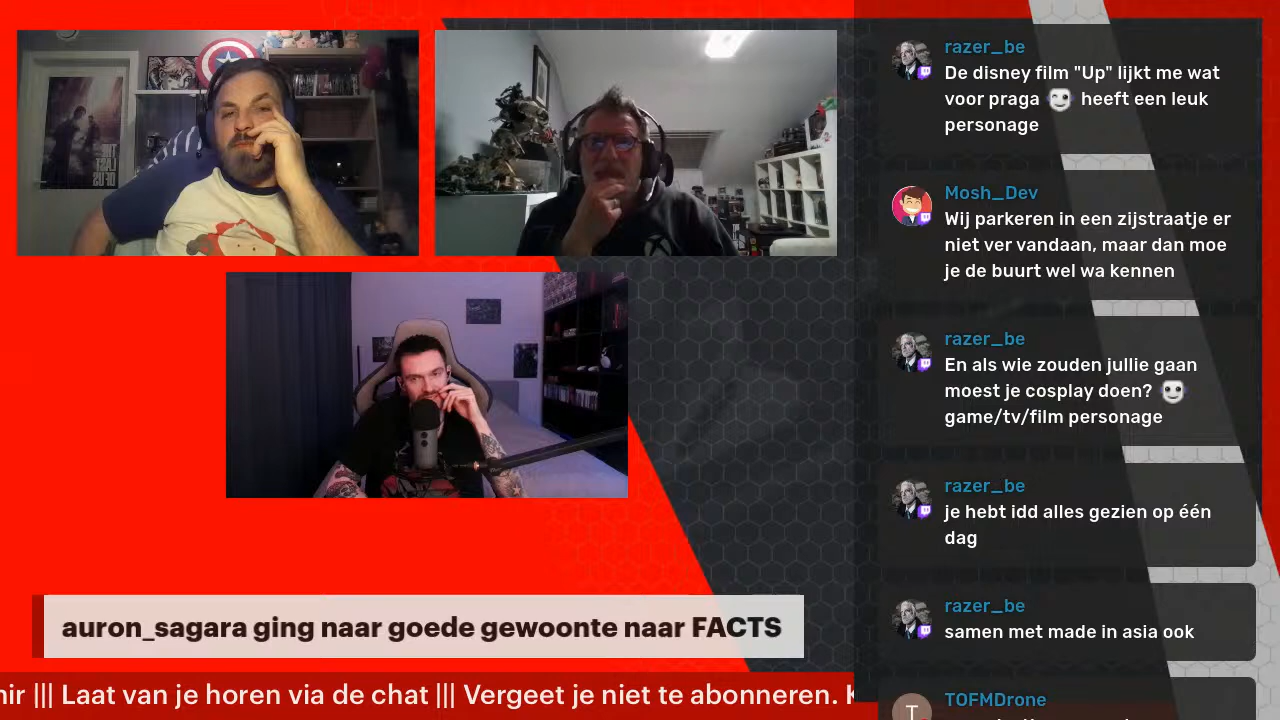 razer_be
De disney film "Up" lijkt me wat
voor praga heeft een leuk
personage
Mosh_Dev
Wij parkeren in een zijstraatje er
niet ver vandaan, maar dan moe
je de buurt wel wa kennen
razer_be
En als wie zouden jullie gaan
moest je cosplay doen?
game/tv/film personage
razer_be
je hebt idd alles gezien op één
dag
razer_be
samen met made in asia ook
T
TOFMDrone
auron_sagara ging naar goede gewoonte naar FACTS
nir ||| Laat van je horen via de chat ||| Vergeet je niet te abonneren.